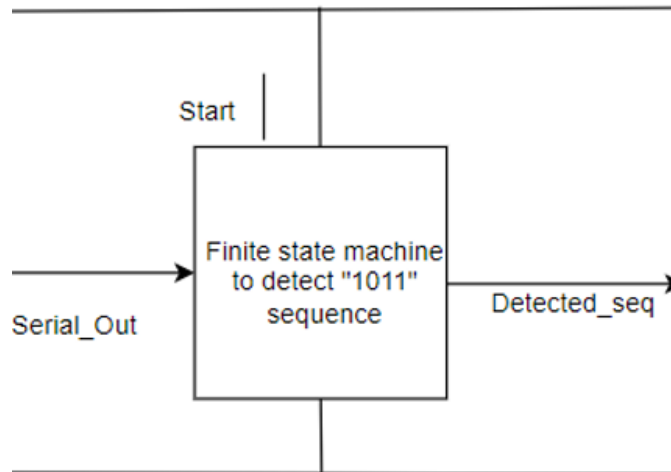 Start
Finite state machine
to detect "1011"
sequence
Serial_Out
Detected_seq